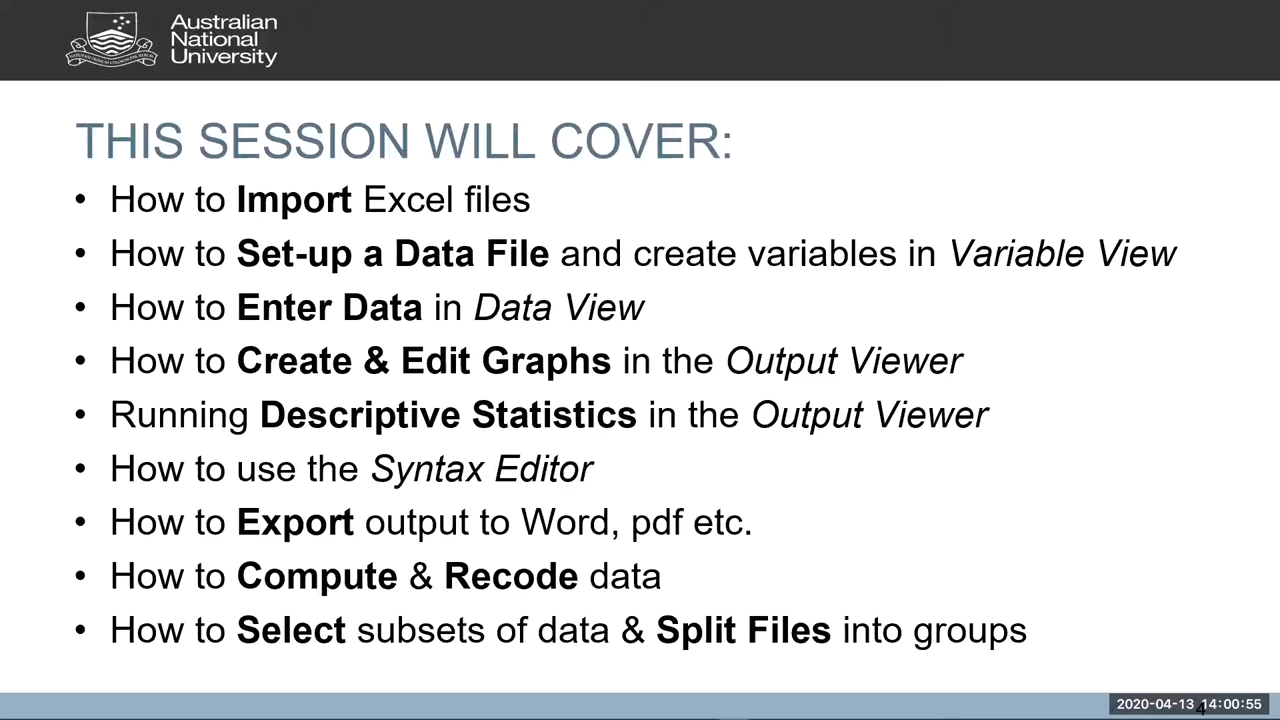 Australian
National
University
THIS SESSION WILL COVER:
• How to Import Excel files
• How to Set-up a Data File and create variables in Variable View
• How to Enter Data in Data View
• How to Create & Edit Graphs in the Output Viewer
• Running Descriptive Statistics in the Output Viewer
• How to use the Syntax Editor
• How to Export output to Word, pdf etc.
• How to Compute & Recode data
• How to Select subsets of data & Split Files into groups
2020-04-13 14:00:55
4